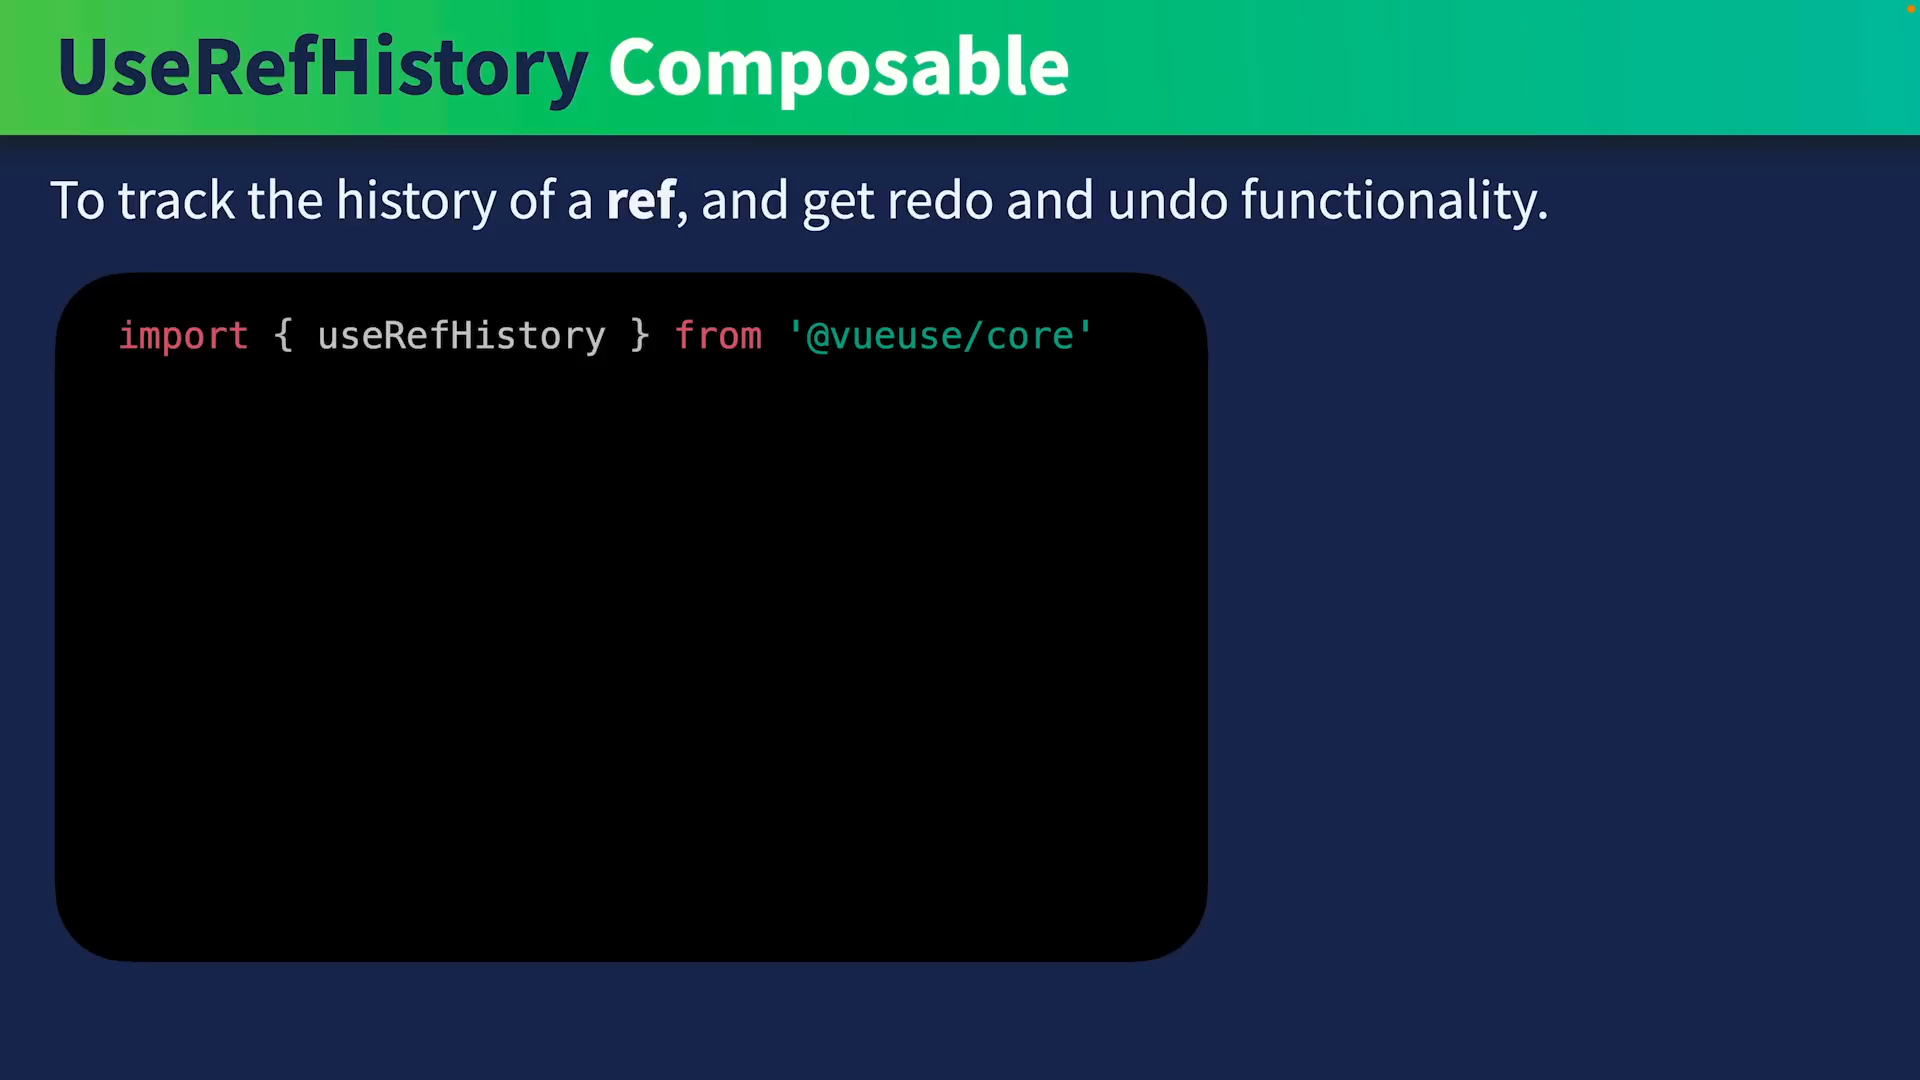 UseRefHistory Composable
To track the history of a ref, and get redo and undo functionality.
import { useRefHistory } from '@vueuse/core'